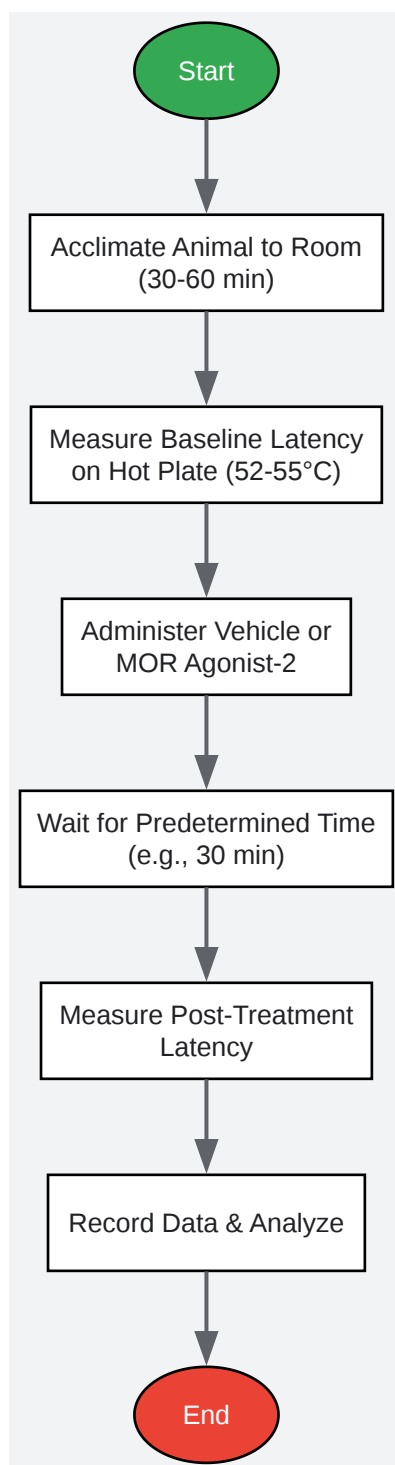 Start
Acclimate Animal to Room
(30-60 min)
Measure Baseline Latency
on Hot Plate (52-55°C)
Administer Vehicle or
MOR Agonist-2
Wait for Predetermined Time
(e.g., 30 min)
Measure Post-Treatment
Latency
Record Data & Analyze
End